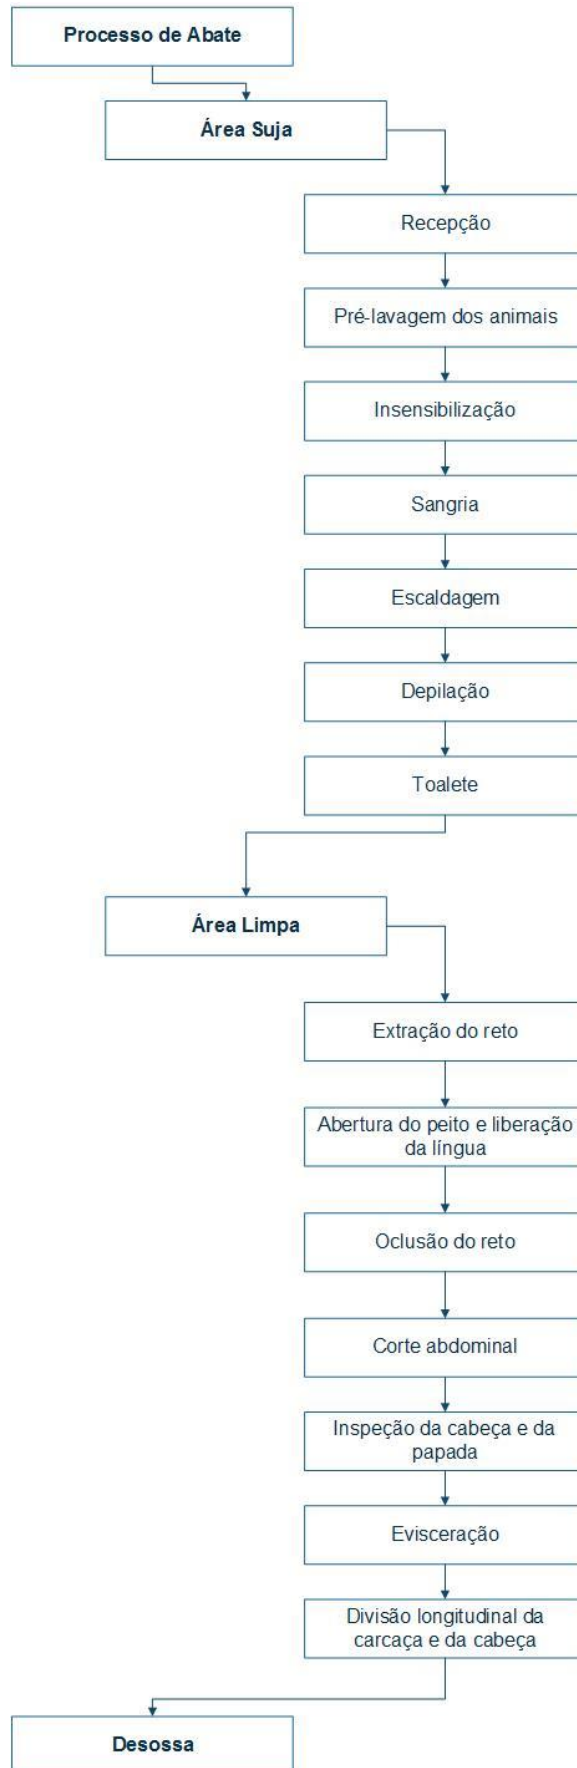 Processo de Abate
Área Suja
Recepção
Pré-lavagem dos animais
Insensibilização
Sangria
Escaldagem
Depilação
Toalete
Área Limpa
Extração do reto
Abertura do peito e liberação
da língua
Oclusão do reto
Corte abdominal
Inspeção da cabeça e da
papada
Evisceração
Divisão longitudinal da
carcaça e da cabeça
Desossa